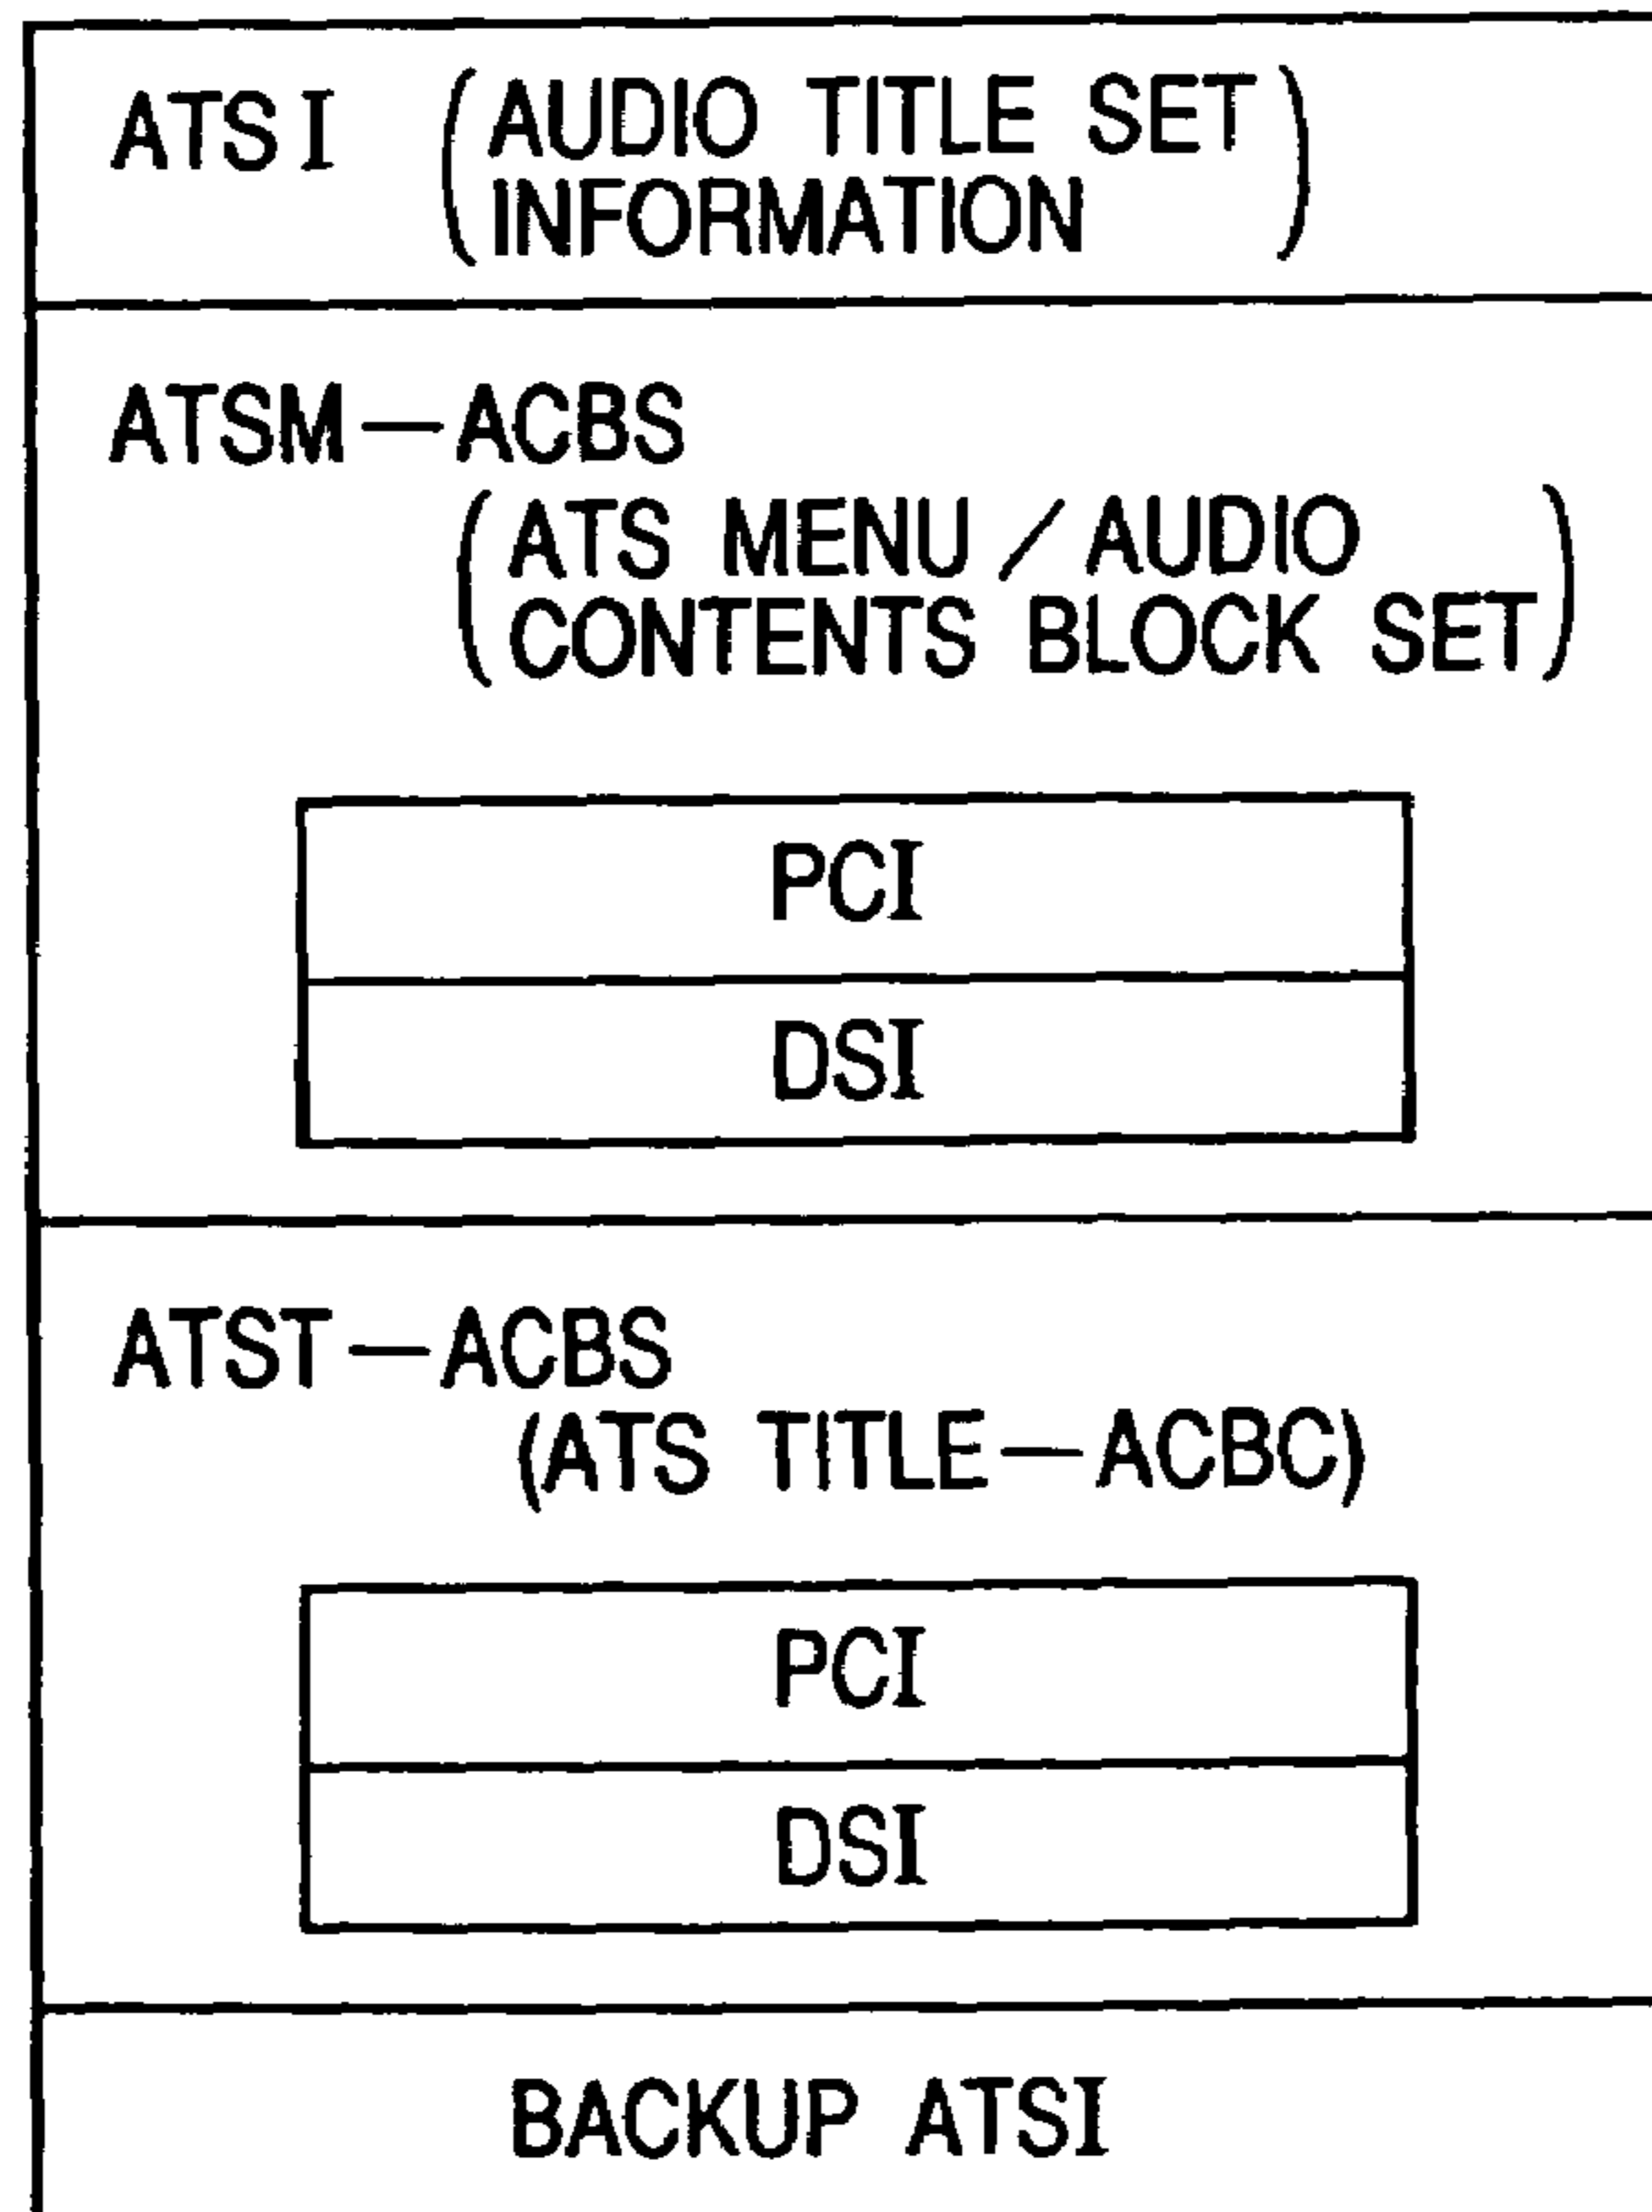 ATSI (AUDIO TITLE SET
INFORMATION)
ATSM—ACBS
(ATS MENU/AUDIO
CONTENTS BLOCK SET)
PCI
DSI
ATST—ACBS
(ATS TITLE—ACBC)
PCI
DSI
BACKUP ATSI